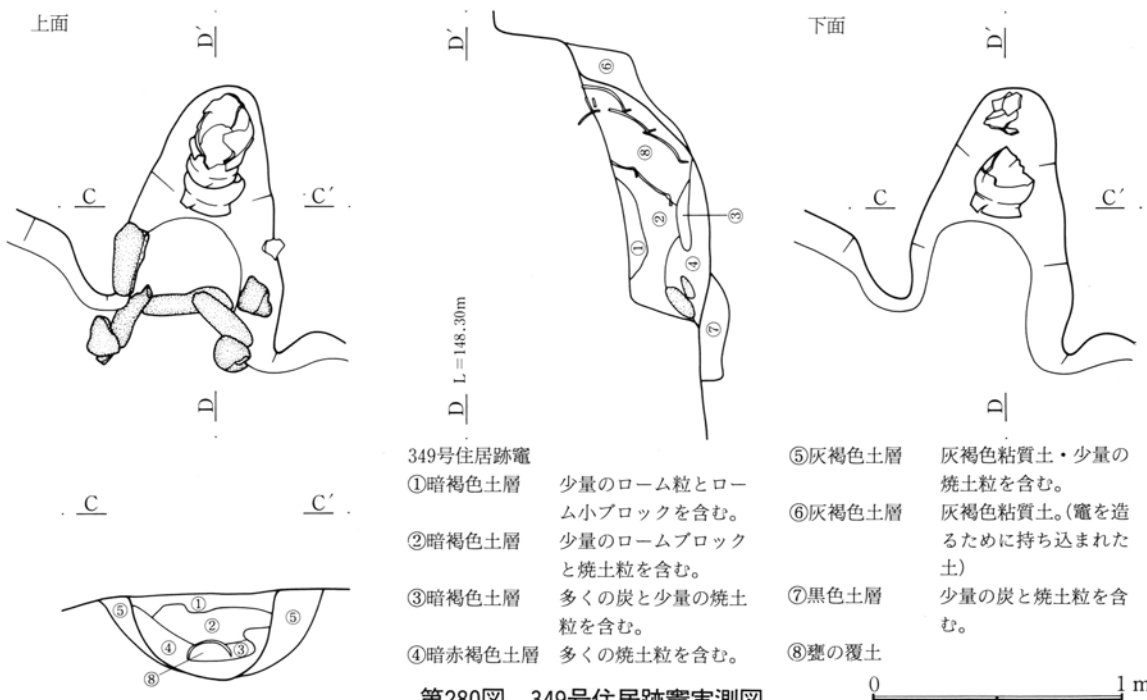 上面
D′
D′
下面
D′
⑥
⑧
C
C′
②
③
C
C′
①
④
⑦
L=148.30m
D
D
D
349号住居跡竈
①暗褐色土層 少量のローム粒とロー
ム小ブロックを含む。
②暗褐色土層 少量のロームブロック
と焼土粒を含む。
③暗褐色土層 多くの炭と少量の焼土
粒を含む。
④暗赤褐色土層 多くの焼土粒を含む。
⑤灰褐色土層 灰褐色粘質土・少量の
焼土粒を含む。
⑥灰褐色土層 灰褐色粘質土。(竈を造
るために持ち込まれた
土)
⑦黒色土層 少量の炭と焼土粒を含
む。
⑧甕の覆土
C
C′
⑤
①
⑤
②
④
③
⑧
第280図 349号住居跡竈実測図
0 1m